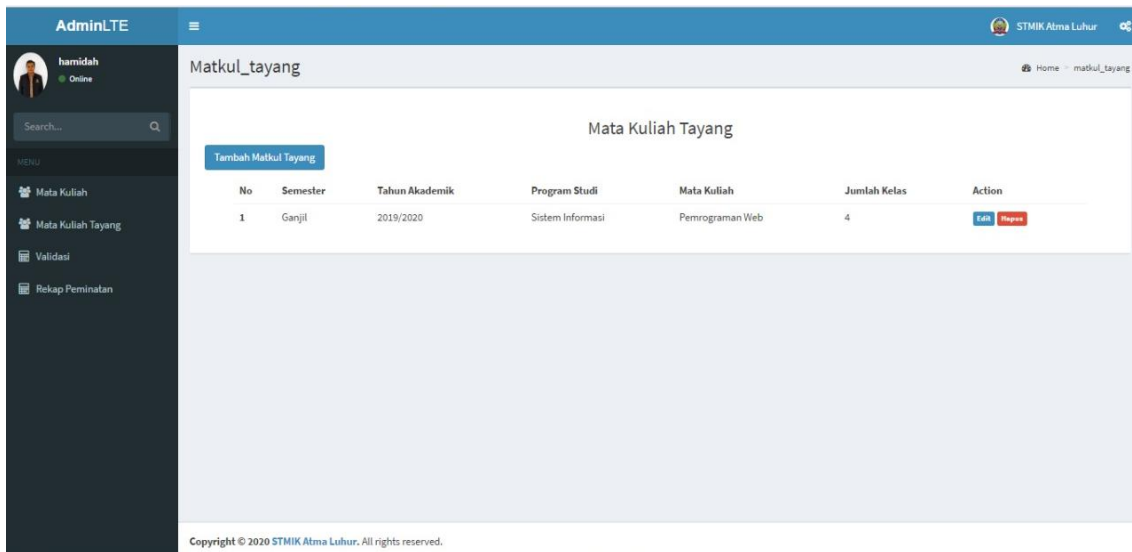 AdminLTE
STMIK Atma Luhur
hamidah
Online
Matkul_tayang
Home > matkul_tayang
Search...
MENU
Mata Kuliah
Mata Kuliah Tayang
Validasi
Rekap Peminatan
Mata Kuliah Tayang
Tambah Matkul Tayang
No Semester Tahun Akademik Program Studi Mata Kuliah Jumlah Kelas Action
1 Ganjil 2019/2020 Sistem Informasi Pemrograman Web 4 Edit Hapus
Copyright © 2020 STMIK Atma Luhur. All rights reserved.